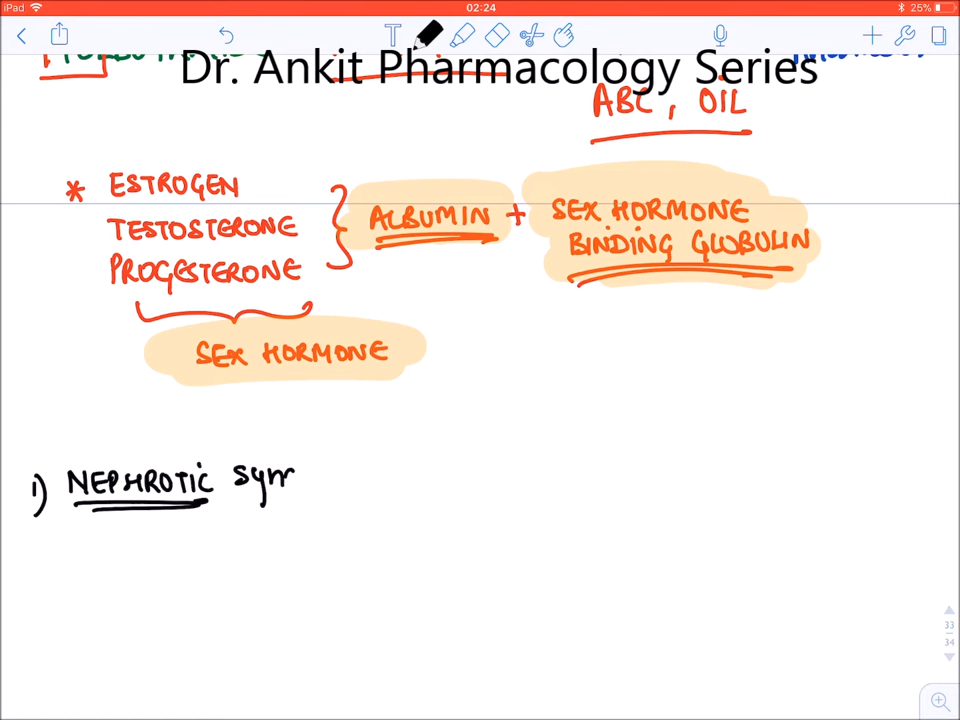 iPad 02:24 25%
Dr. Ankit Pharmacology Series
ABC, OIL
* ESTROGEN
TESTOSTERONE
PROGESTERONE
ALBUMIN + SEX HORMONE
BINDING GLOBULIN
SEX HORMONE
1) NEPHROTIC Sym
33
34